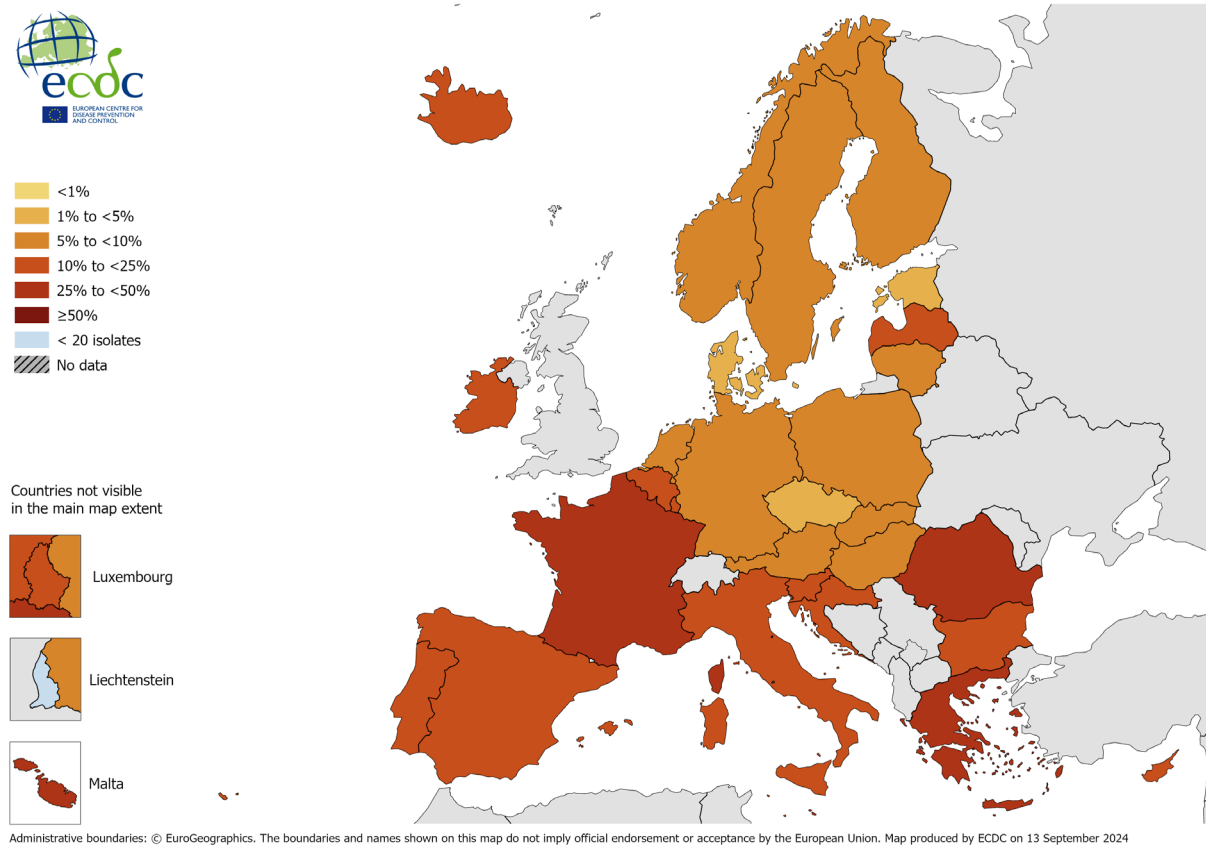 ecdc
EUROPEAN CENTRE FOR
DISEASE PREVENTION
AND CONTROL
<1%
1% to <5%
5% to <10%
10% to <25%
25% to <50%
≥50%
< 20 isolates
No data
Countries not visible
in the main map extent
Luxembourg
Liechtenstein
Malta
Administrative boundaries: © EuroGeographics. The boundaries and names shown on this map do not imply official endorsement or acceptance by the European Union. Map produced by ECDC on 13 September 2024